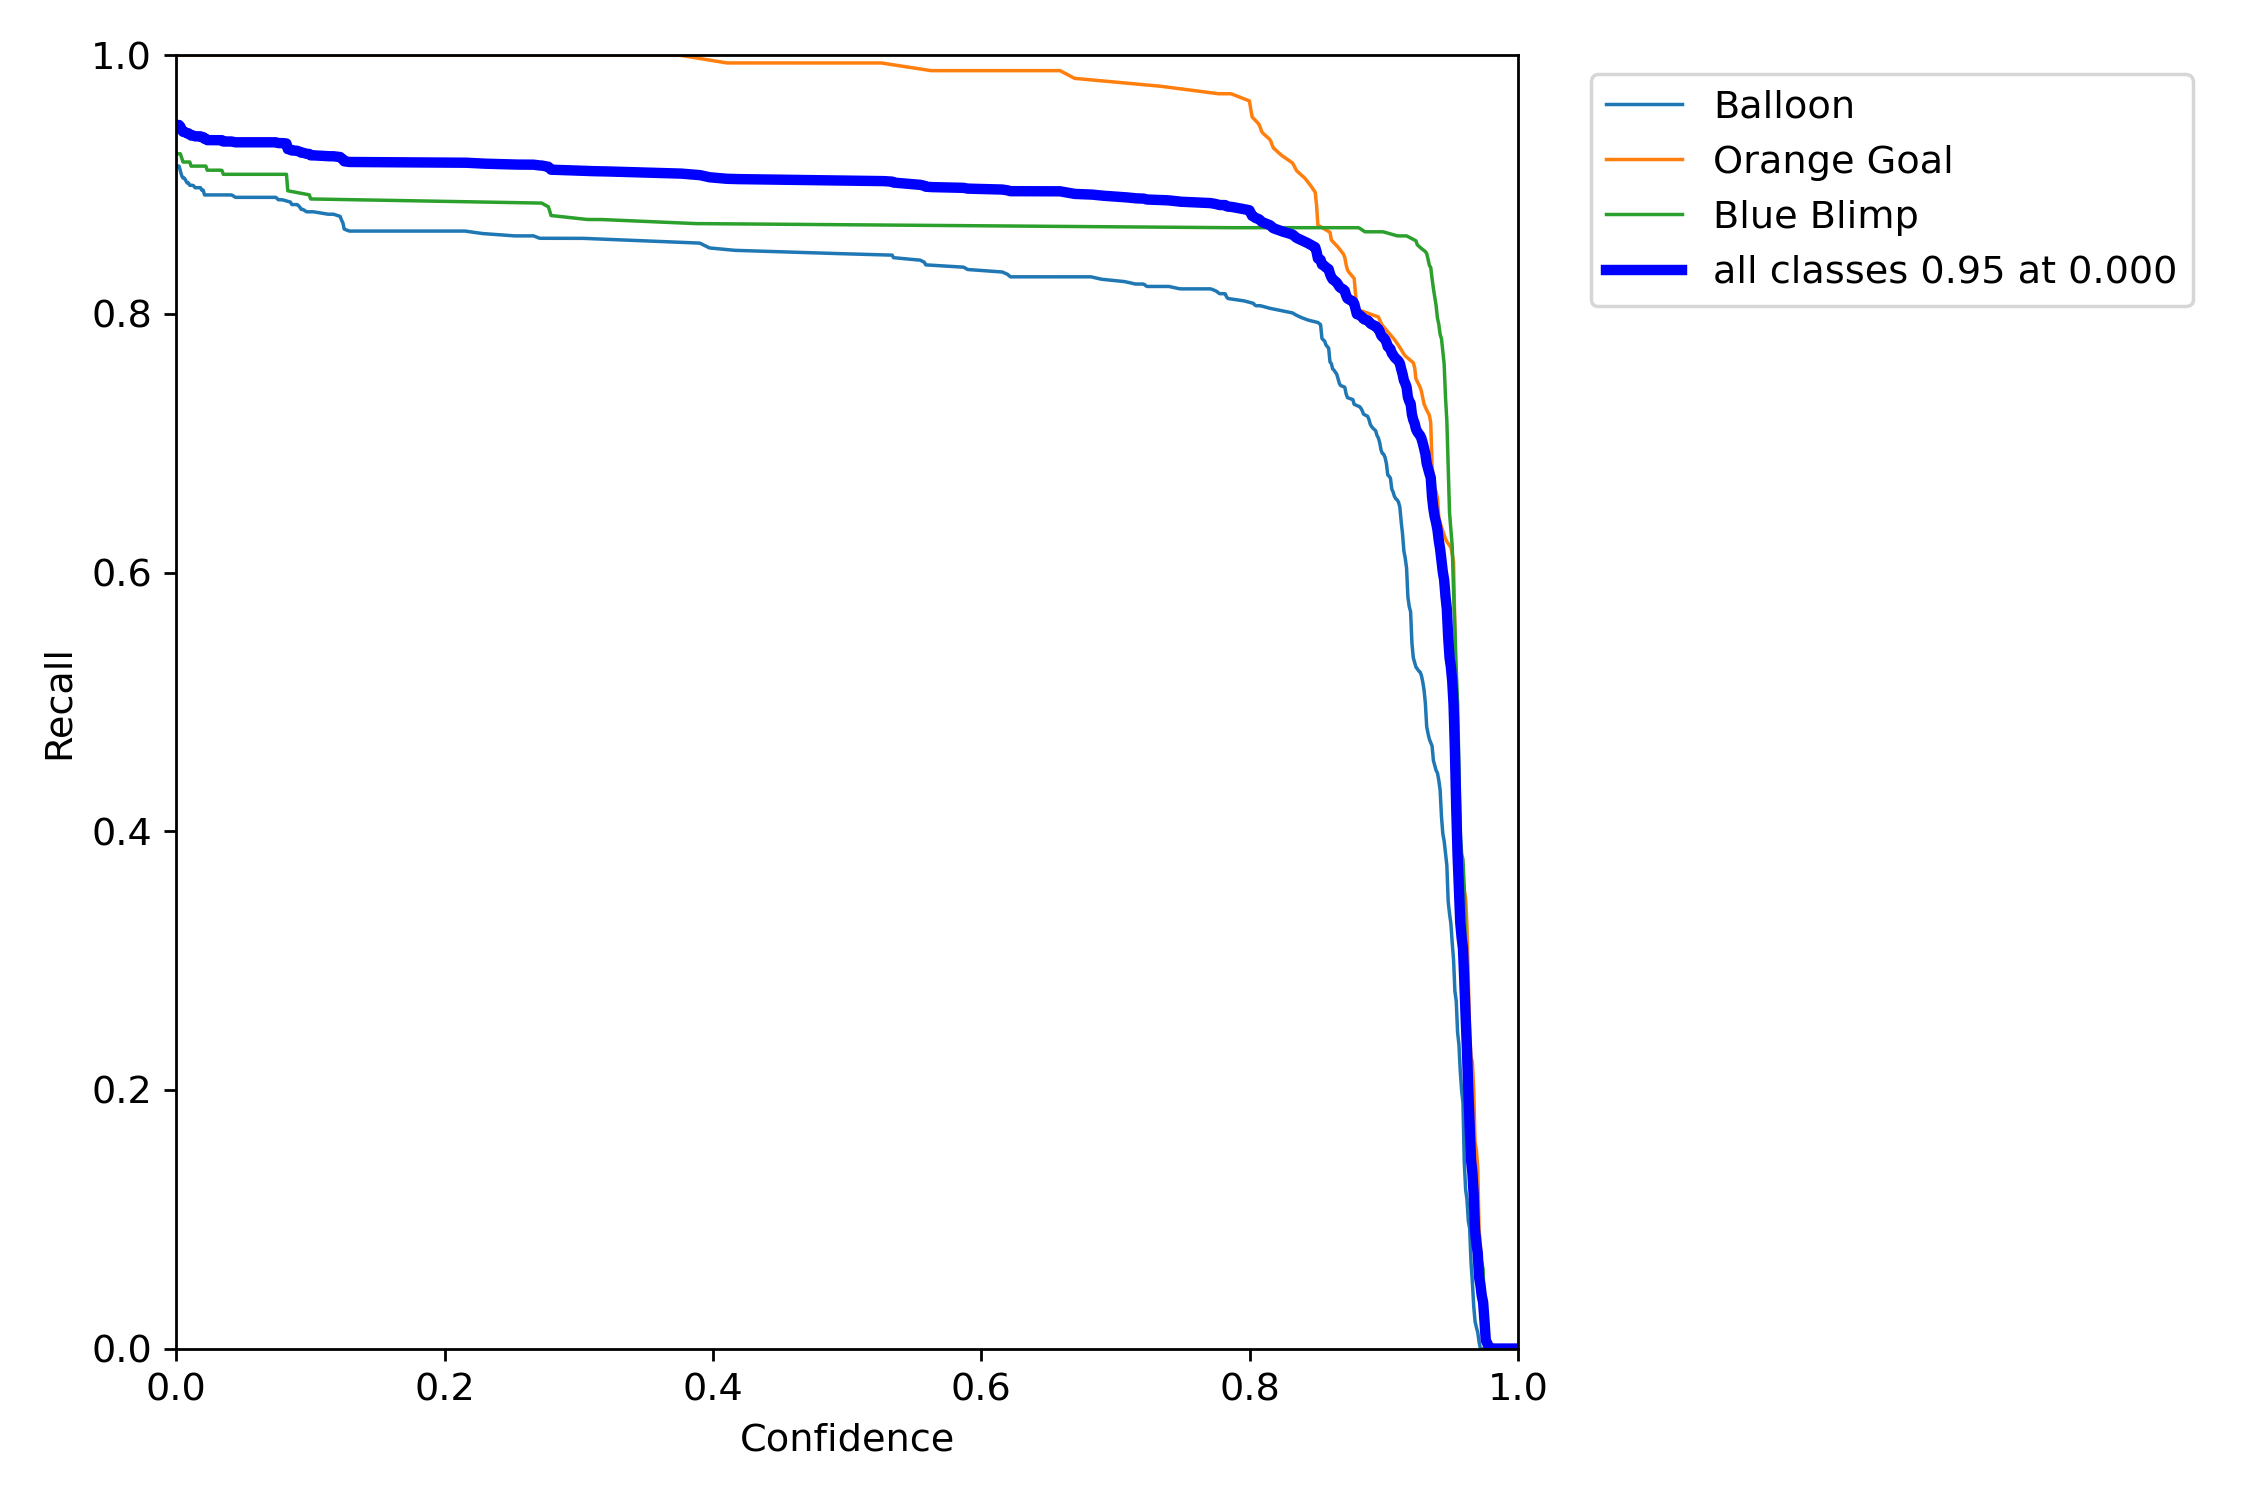 1.0
0.8
0.6
0.4
0.2
0.0
Recall
0.0 0.2 0.4 0.6 0.8 1.0
Confidence
Balloon
Orange Goal
Blue Blimp
all classes 0.95 at 0.000